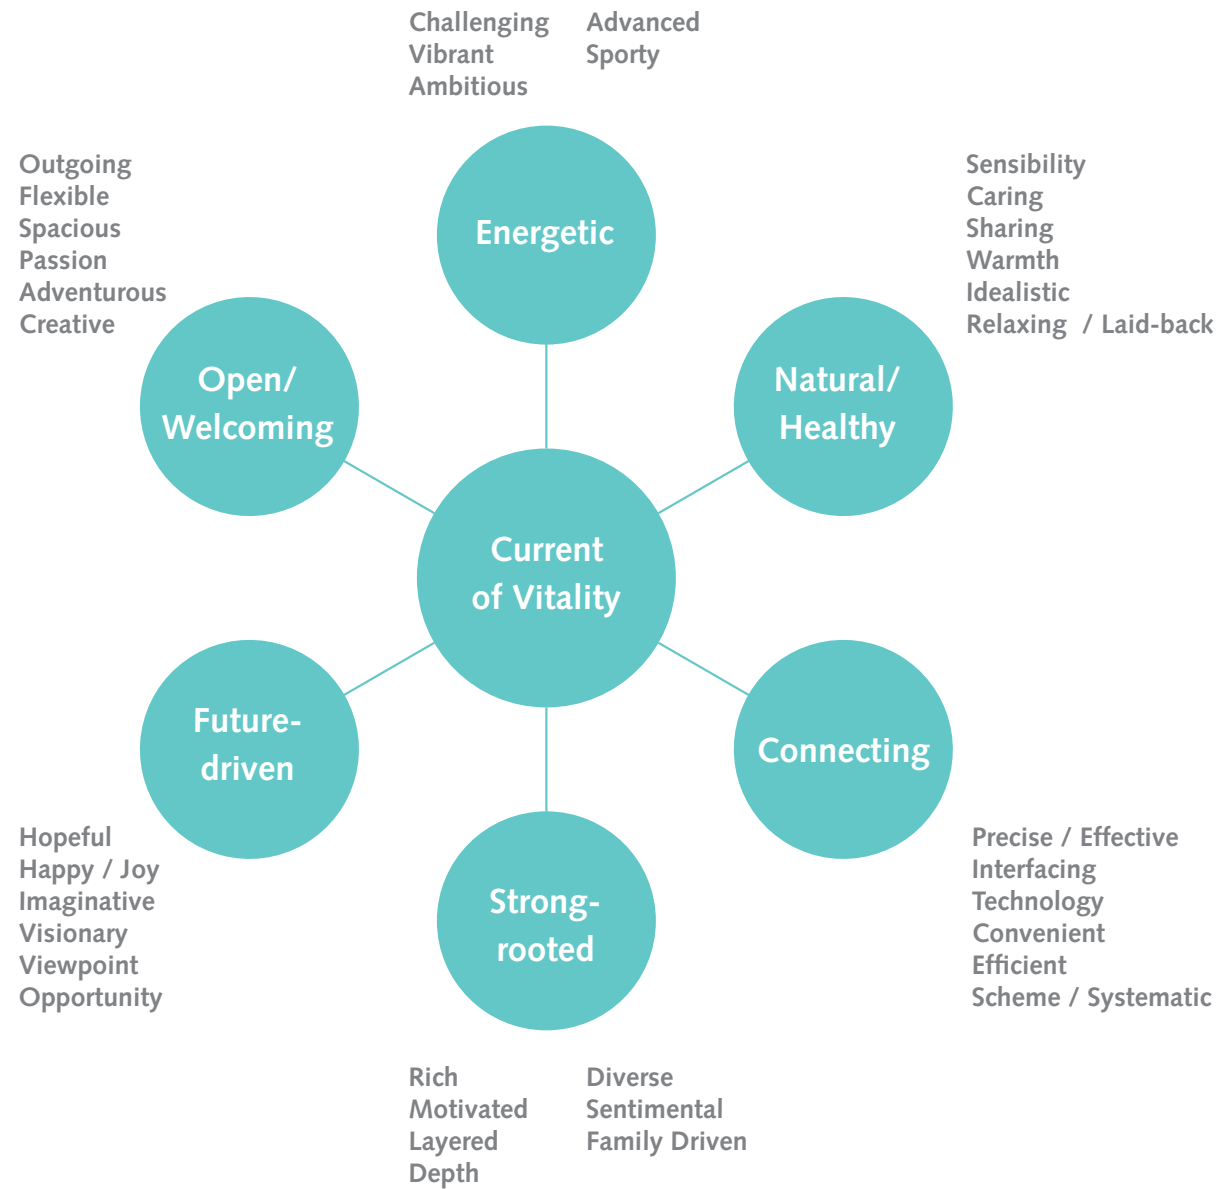 Challenging
Vibrant
Ambitious
Advanced
Sporty
Outgoing
Flexible
Spacious
Passion
Adventurous
Creative
Sensibility
Caring
Sharing
Warmth
Idealistic
Relaxing / Laid-back
Energetic
Open/
Welcoming
Natural/
Healthy
Current
of Vitality
Future-
driven
Connecting
Strong-
rooted
Hopeful
Happy / Joy
Imaginative
Visionary
Viewpoint
Opportunity
Precise / Effective
Interfacing
Technology
Convenient
Efficient
Scheme / Systematic
Rich
Motivated
Layered
Depth
Diverse
Sentimental
Family Driven